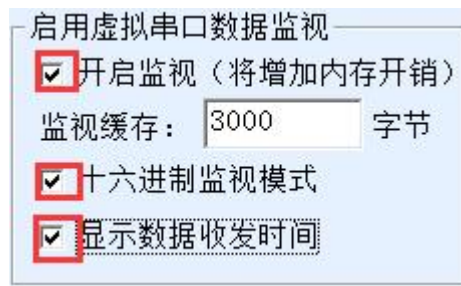 启用虚拟串口数据监视
开启监视（将增加内存开销）
监视缓存： 3000 字节
十六进制监视模式
显示数据收发时间